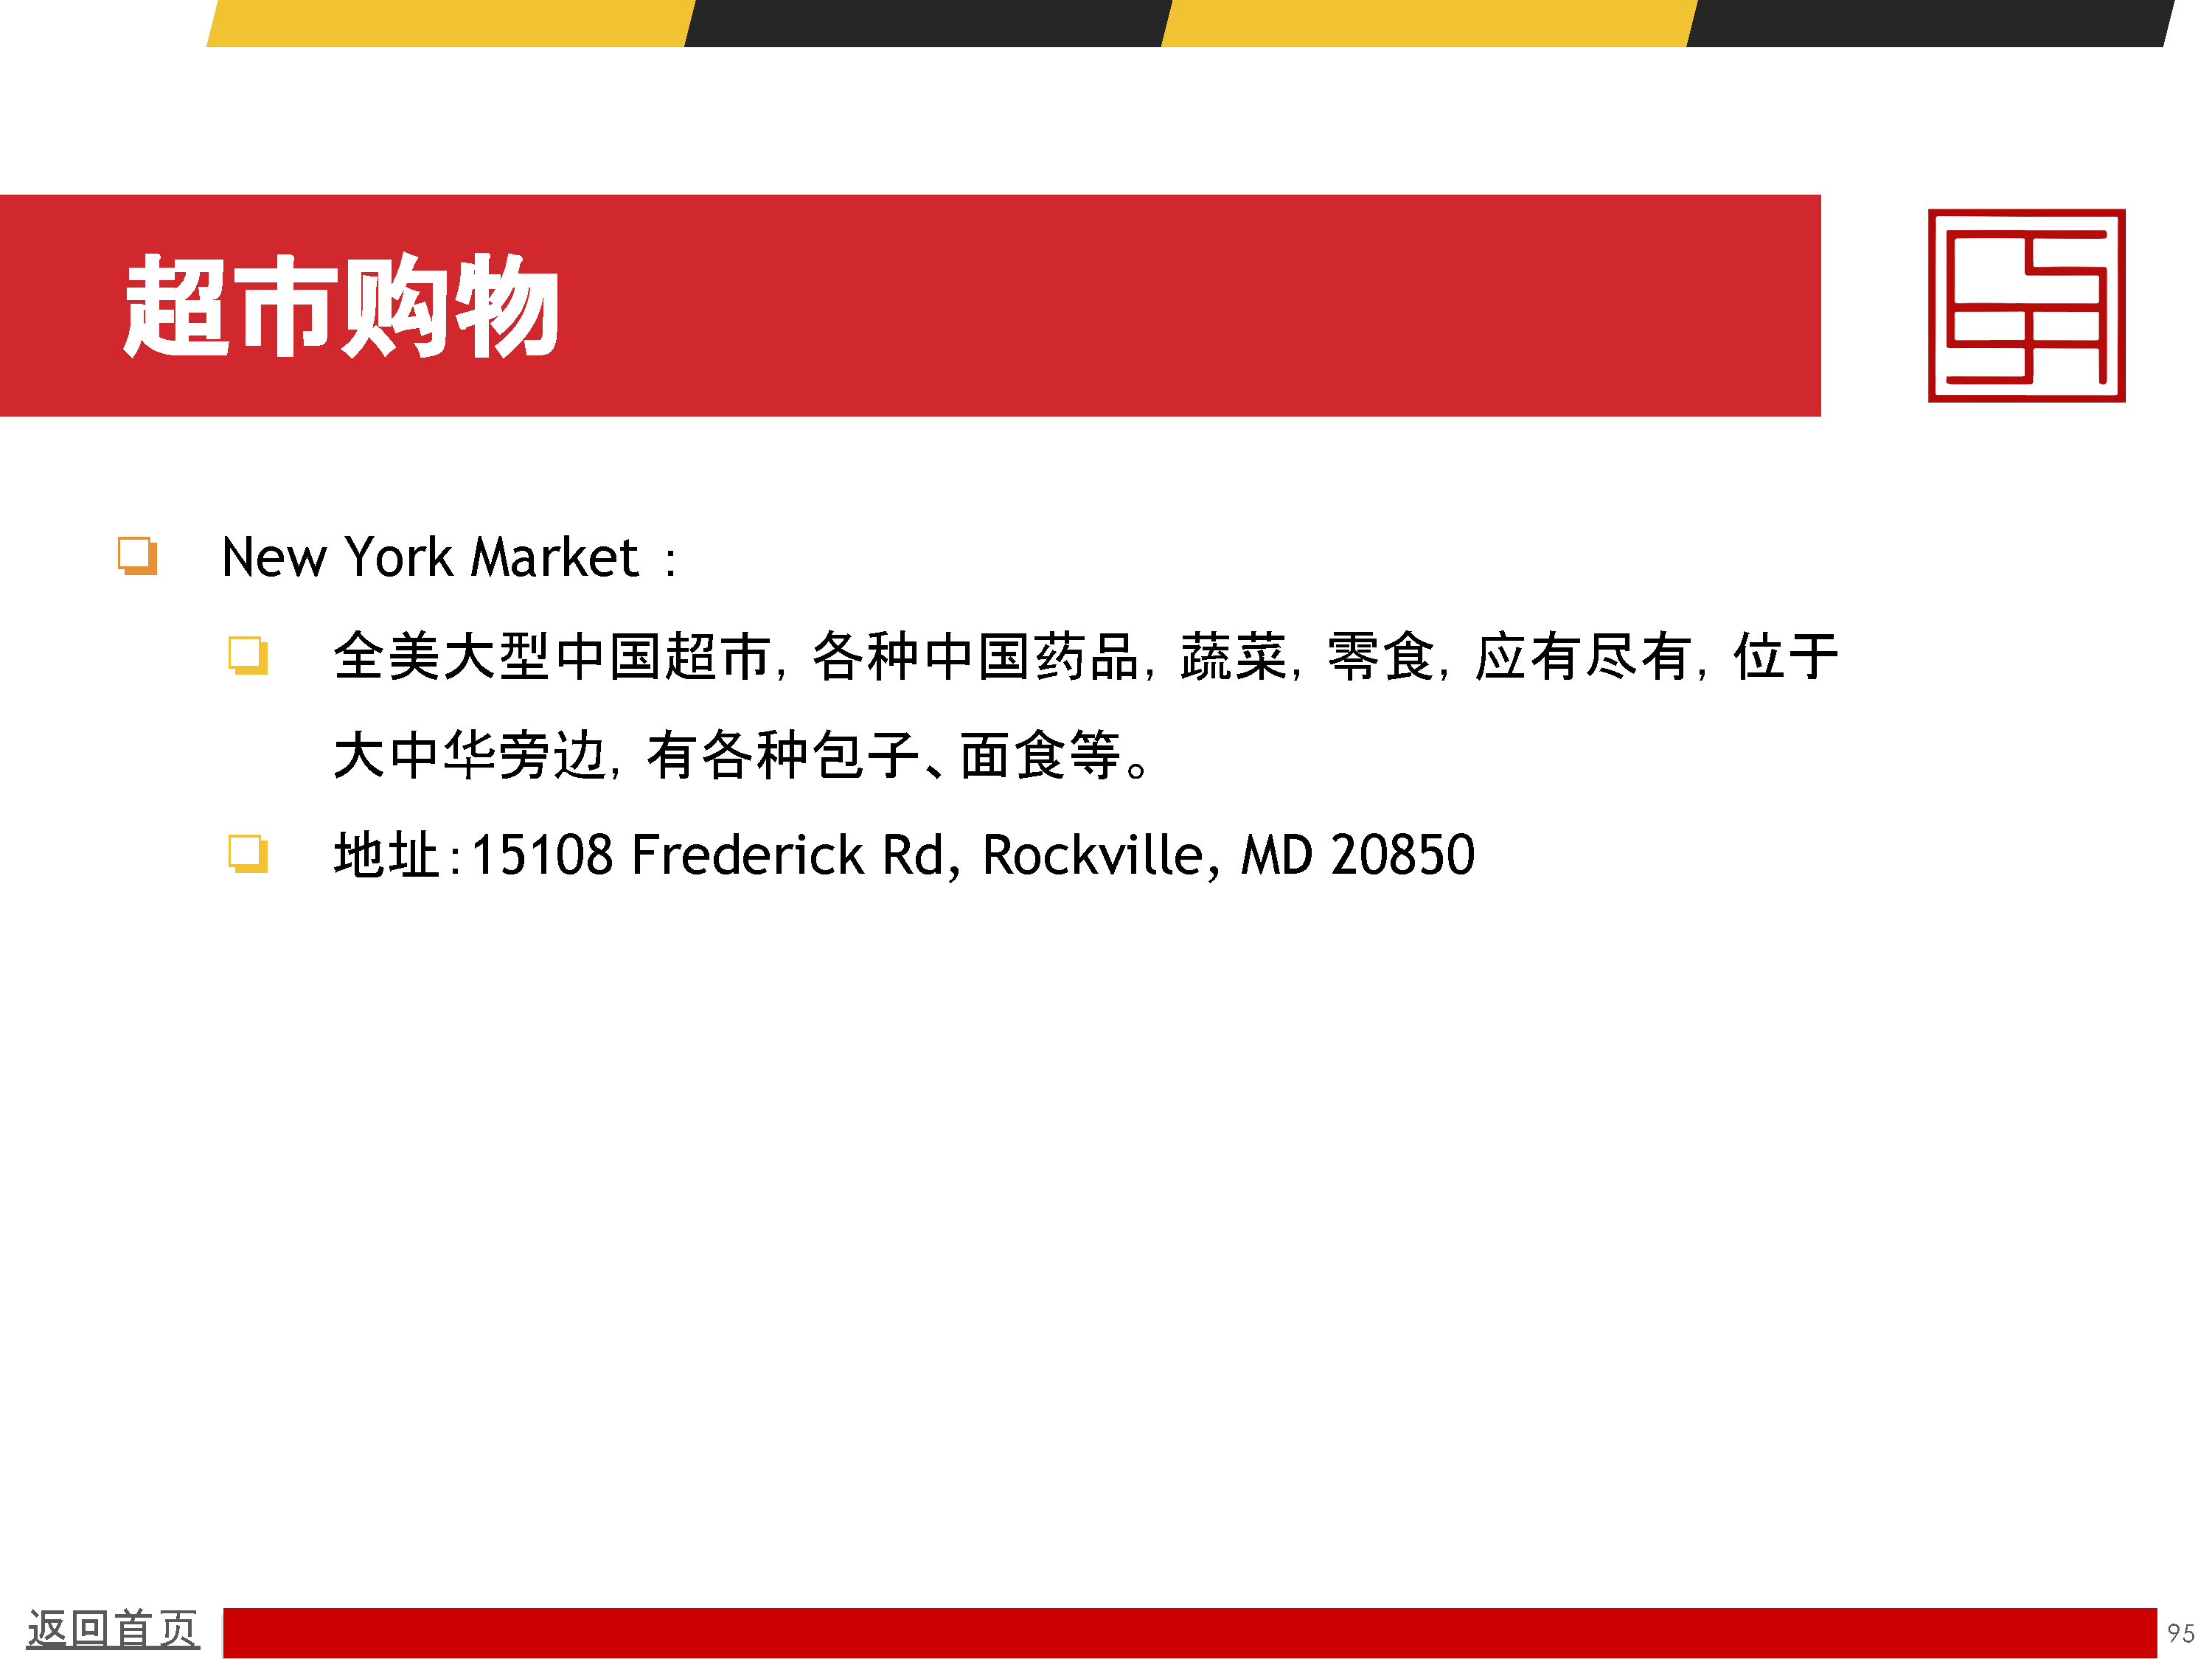 超市购物
New York Market ：
全美大型中国超市，各种中国药品，蔬菜，零食，应有尽有，位于
大中华旁边，有各种包子、面食等。
地址：15108 Frederick Rd, Rockville, MD 20850
返回首页
95